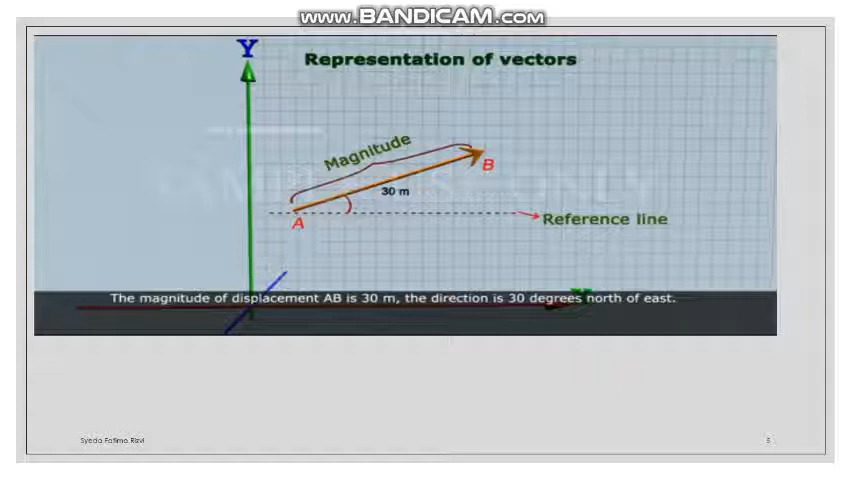 www.BANDICAM.com
Y
Representation of vectors
Magnitude
B
30 m
A
Reference line
The magnitude of displacement AB is 30 m, the direction is 30 degrees north of east.
Syeda Fatima Rizvi
5